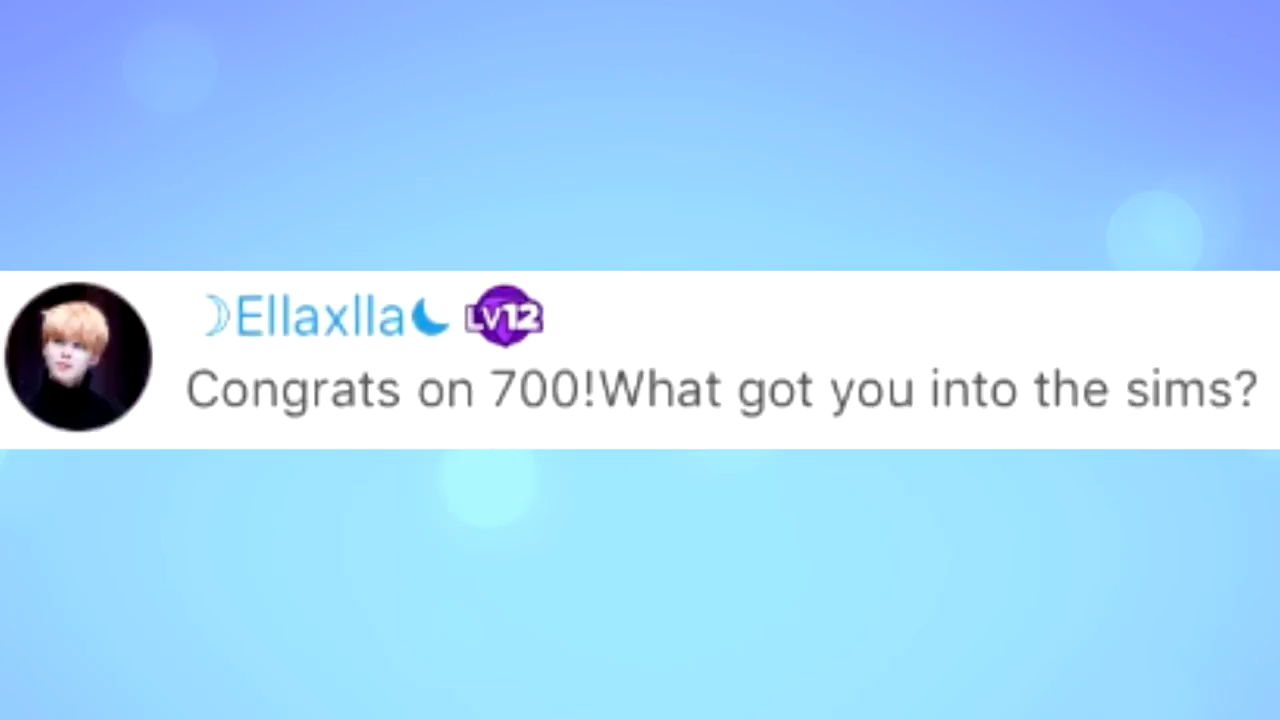 ☽Ellaxlla🌙 LV12
Congrats on 700!What got you into the sims?